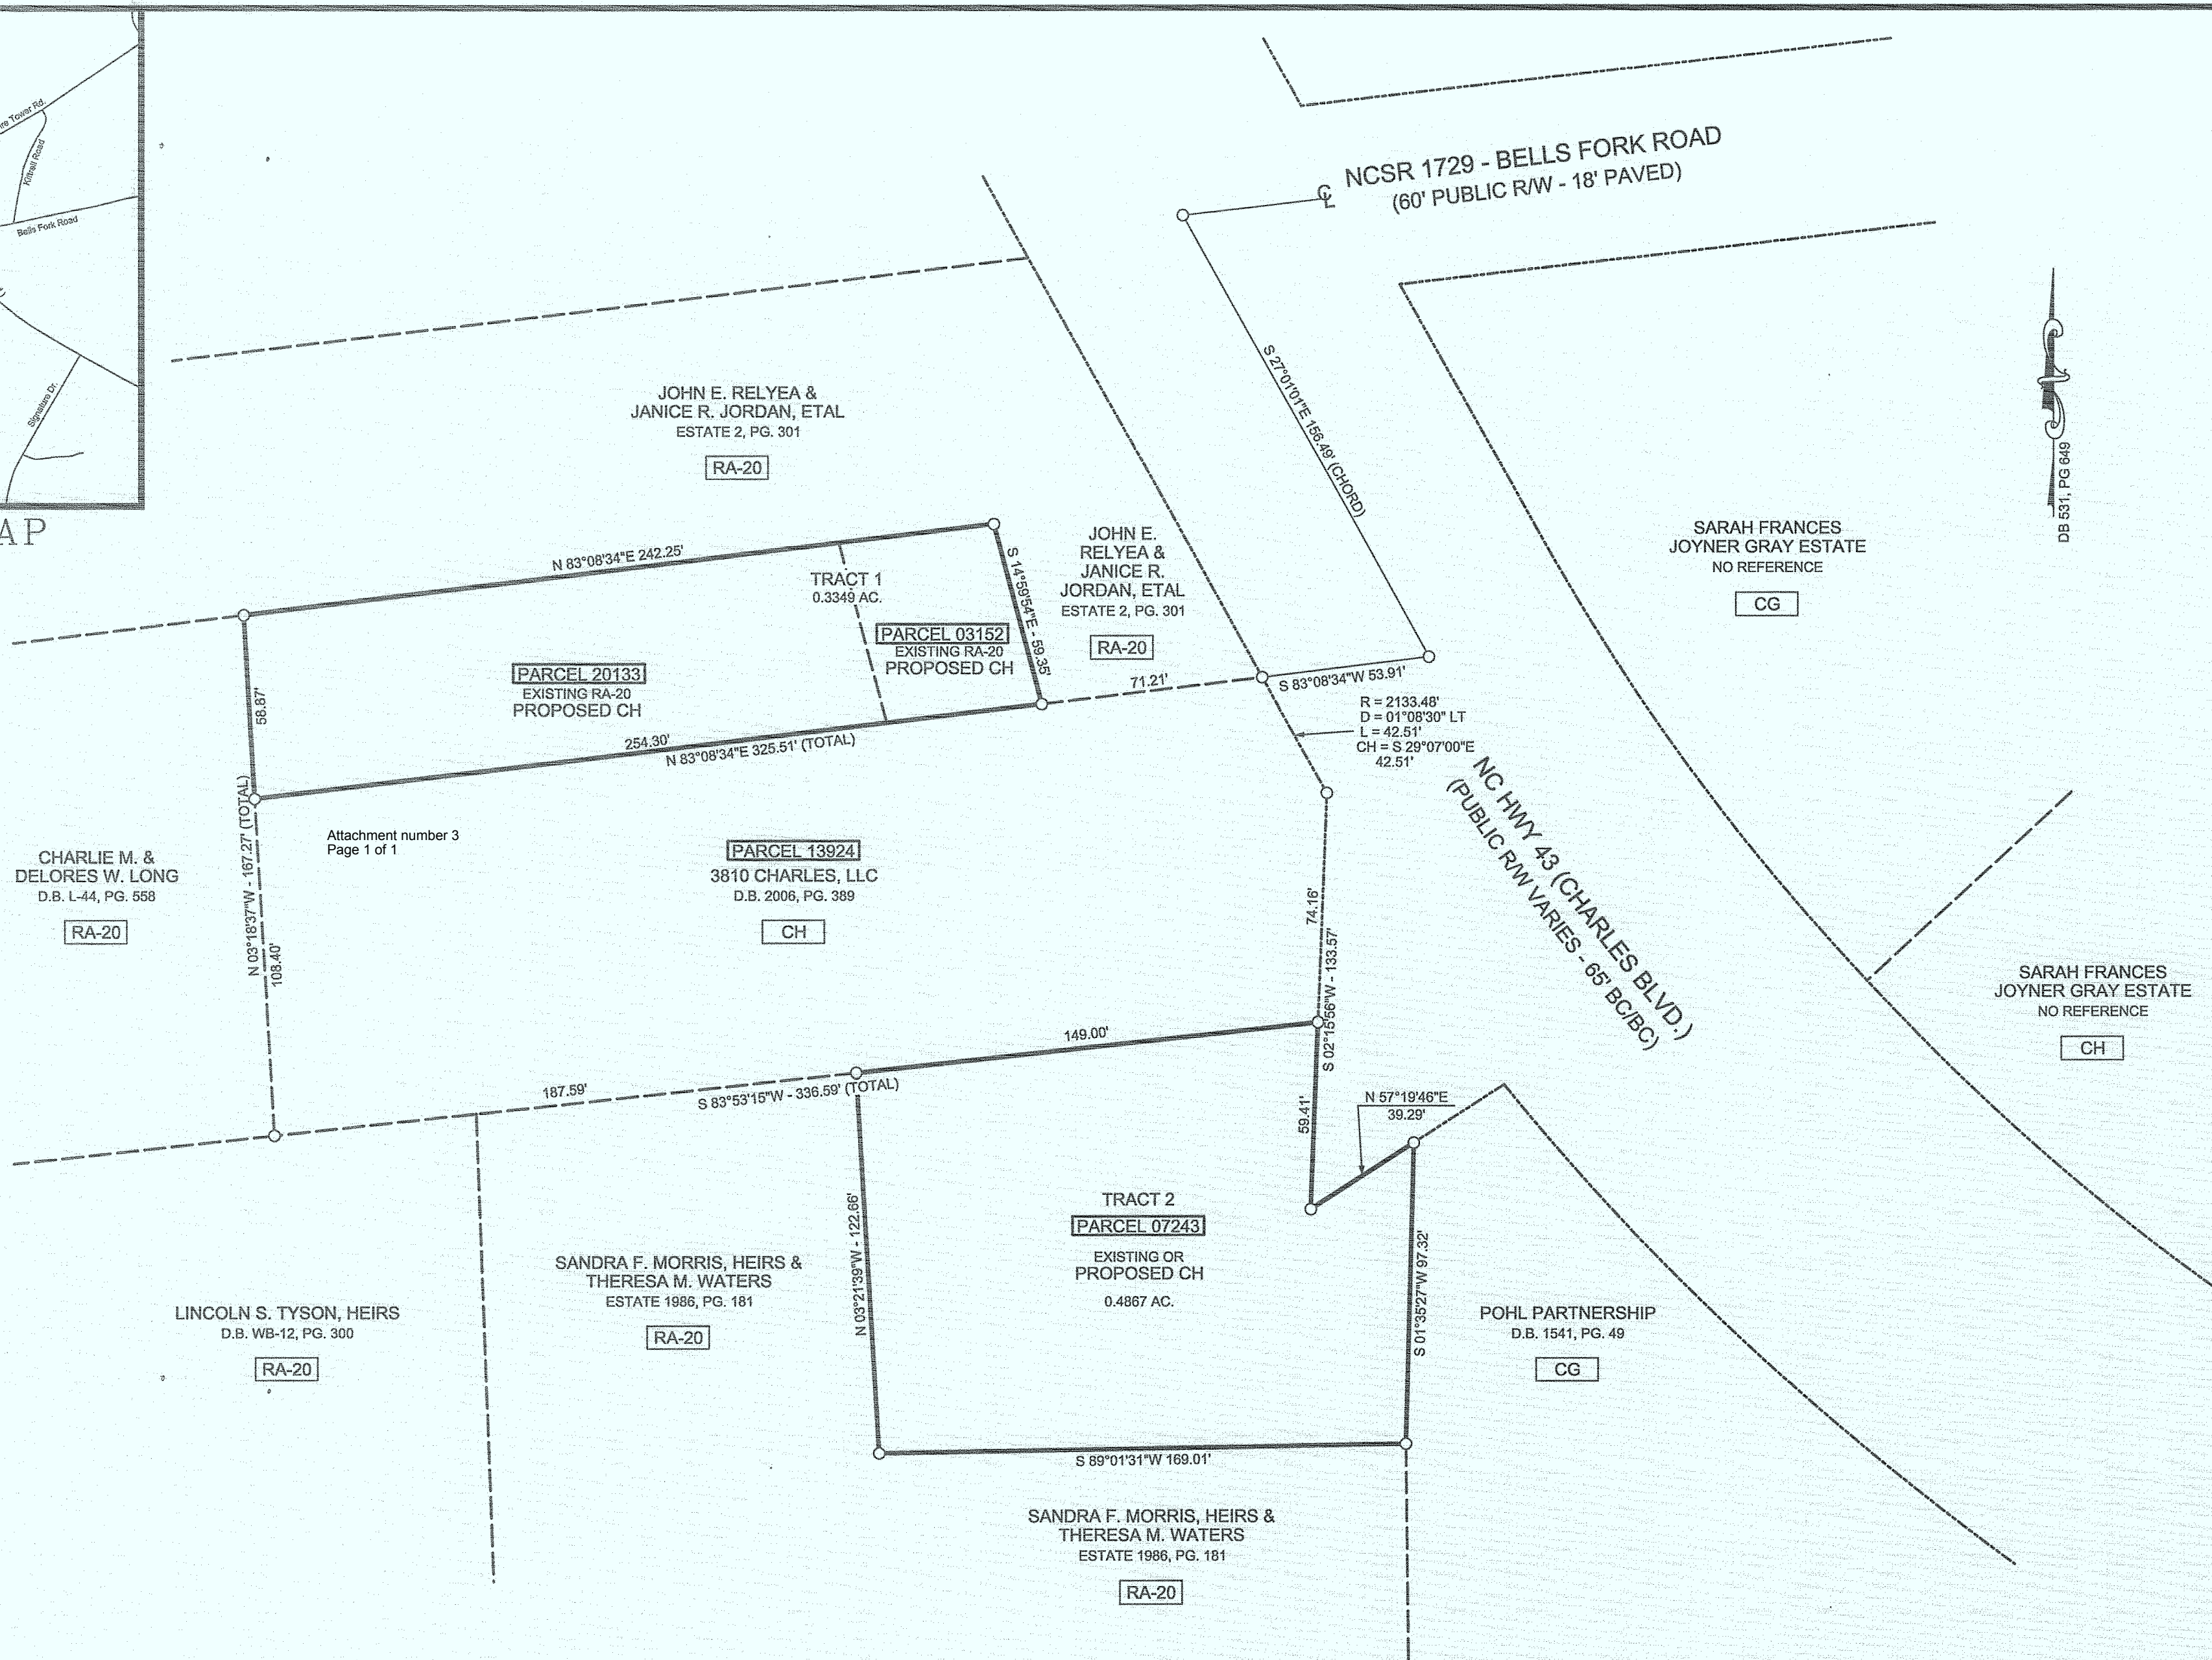 Tower Rd.
Kittrell Road
Bells Fork Road
Signature Dr.
AP
NCSR 1729 - BELLS FORK ROAD
(60' PUBLIC R/W - 18' PAVED)
S 27°01'01"E 156.49' (CHORD)
DB 531, PG 649
JOHN E. RELYEA &
JANICE R. JORDAN, ETAL
ESTATE 2, PG. 301
RA-20
SARAH FRANCES
JOYNER GRAY ESTATE
NO REFERENCE
CG
N 83°08'34"E 242.25'
S 14°59'54"E - 59.35'
JOHN E.
RELYEA &
JANICE R.
JORDAN, ETAL
ESTATE 2, PG. 301
RA-20
TRACT 1
0.3349 AC.
PARCEL 03152
EXISTING RA-20
PROPOSED CH
PARCEL 20133
EXISTING RA-20
PROPOSED CH
58.87'
71.21'
S 83°08'34"W 53.91'
R = 2133.48'
D = 01°08'30" LT
L = 42.51'
CH = S 29°07'00"E
42.51'
254.30'
N 83°08'34"E 325.51' (TOTAL)
NC HWY 43 (CHARLES BLVD.)
(PUBLIC R/W VARIES - 65' BC/BC)
N 03°18'37"W - 167.27' (TOTAL)
108.40'
Attachment number 3
Page 1 of 1
CHARLIE M. &
DELORES W. LONG
D.B. L-44, PG. 558
RA-20
PARCEL 13924
3810 CHARLES, LLC
D.B. 2006, PG. 389
CH
74.16'
S 02°15'56"W - 133.57'
59.41'
SARAH FRANCES
JOYNER GRAY ESTATE
NO REFERENCE
CH
149.00'
187.59'
S 83°53'15"W - 336.59' (TOTAL)
N 57°19'46"E
39.29'
N 03°21'39"W - 122.66'
TRACT 2
PARCEL 07243
EXISTING OR
PROPOSED CH
0.4867 AC.
S 01°35'27"W 97.32'
SANDRA F. MORRIS, HEIRS &
THERESA M. WATERS
ESTATE 1986, PG. 181
RA-20
LINCOLN S. TYSON, HEIRS
D.B. WB-12, PG. 300
RA-20
POHL PARTNERSHIP
D.B. 1541, PG. 49
CG
S 89°01'31"W 169.01'
SANDRA F. MORRIS, HEIRS &
THERESA M. WATERS
ESTATE 1986, PG. 181
RA-20